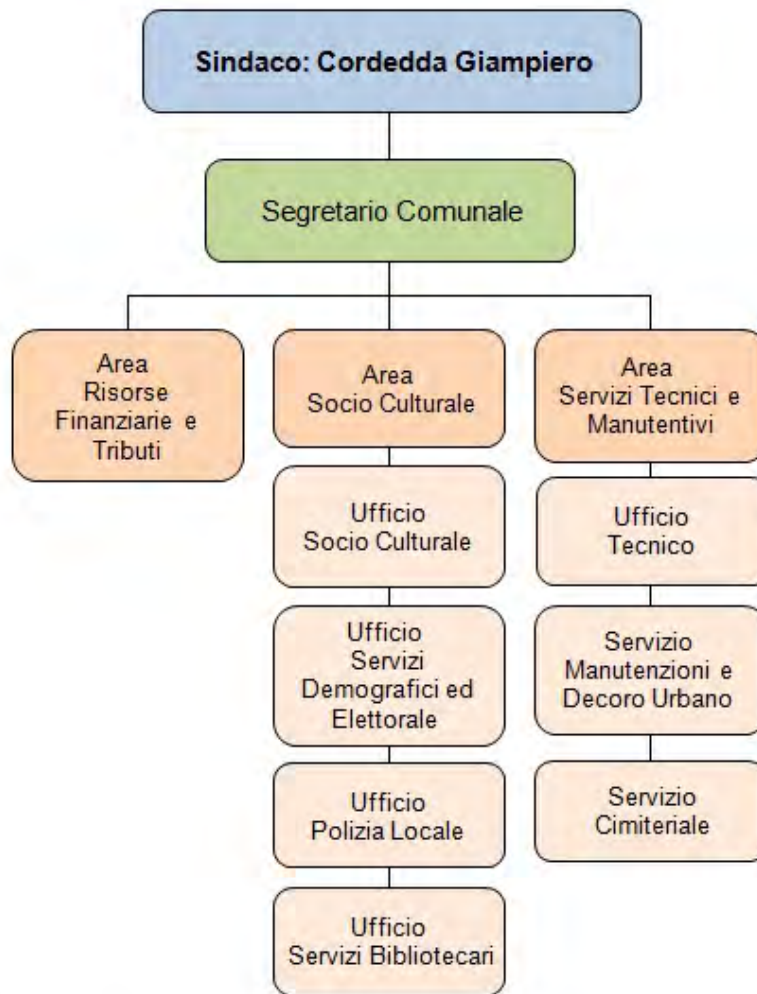 Sindaco: Cordedda Giampiero
Segretario Comunale
Area
Risorse
Finanziarie e
Tributi
Area
Socio Culturale
Ufficio
Socio Culturale
Ufficio
Servizi
Demografici ed
Elettorale
Ufficio
Polizia Locale
Ufficio
Servizi Bibliotecari
Area
Servizi Tecnici e
Manutentivi
Ufficio
Tecnico
Servizio
Manutenzioni e
Decoro Urbano
Servizio
Cimiteriale